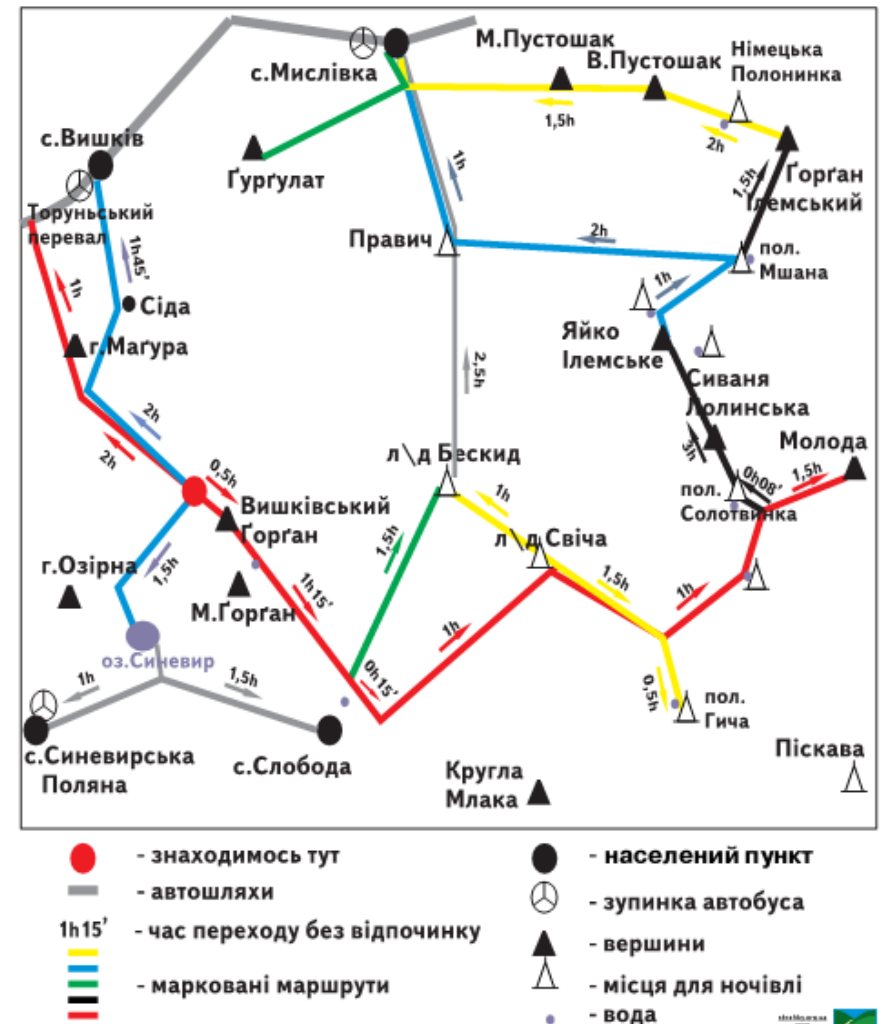 М.Пустошак
В.Пустошак
Німецька
Полонинка
с.Мислівка
1,5h
2h
с.Вишків
Ґурґулат
1h
1,5h
Ґорґан
Ілемський
Торуньський
перевал
1h45’
Правич
2h
пол.
Мшана
1h
1h
Сіда
Яйко
Ілемське
г.Маґура
2,5h
Сиваня
Лолинська
2h
2h
3h
Молода
л\д Бескид
0,5h
0h08’
1,5h
пол.
Солотвинка
1h
Вишківський
Ґорґан
л\д Свіча
1,5h
1,5h
г.Озірна
1,5h
М.Ґорґан
1h15’
1h
1h
оз.Синевир
1h
1,5h
0h15’
0,5h
пол.
Гича
с.Синевирська
Поляна
с.Слобода
Кругла
Млака
Піскава
- знаходимось тут
- автошляхи
1h15’ - час переходу без відпочинку
- марковані маршрути
- населений пункт
- зупинка автобуса
- вершини
- місця для ночівлі
- вода